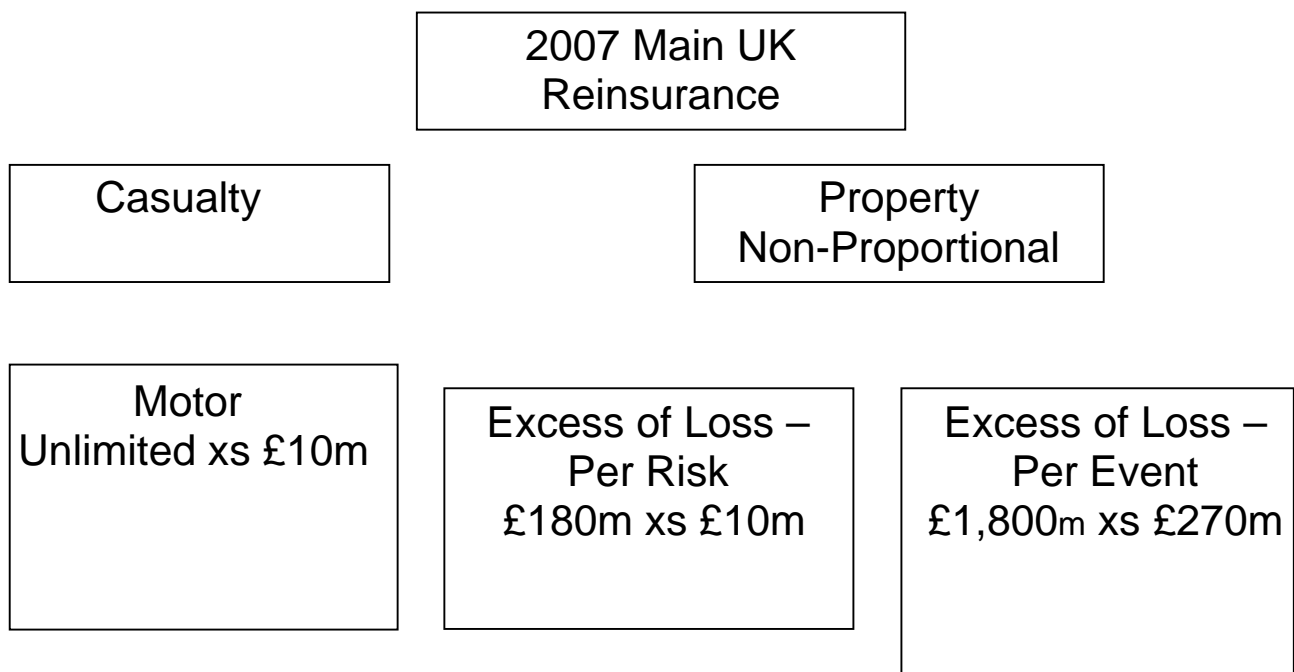 2007 Main UK
Reinsurance
Casualty
Property
Non-Proportional
Motor
Unlimited xs £10m
Excess of Loss –
Per Risk
£180m xs £10m
Excess of Loss –
Per Event
£1,800m xs £270m